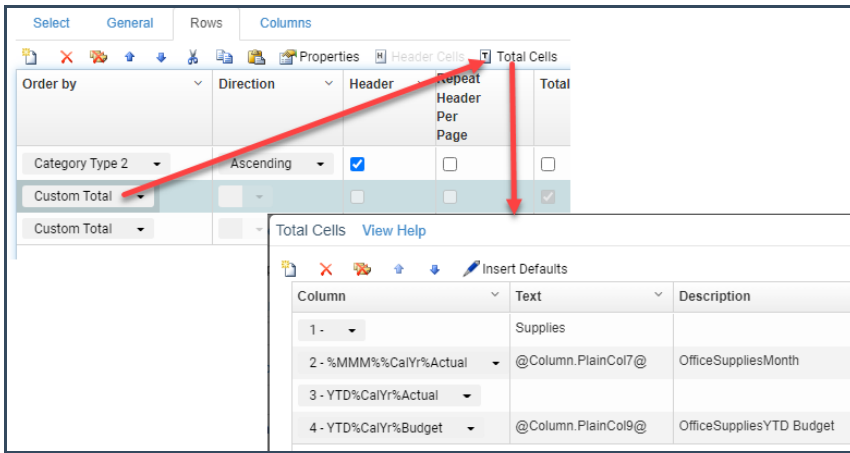 Select General Rows Columns
Properties Header Cells Total Cells
Order by Direction Header Repeat Total
Header
Per
Page
Category Type 2 Ascending
Custom Total
Custom Total
Total Cells View Help
Insert Defaults
Column Text Description
1 - Supplies
2 - %MMM%%CalYr%Actual @Column.PlainCol7@ OfficeSuppliesMonth
3 - YTD%CalYr%Actual
4 - YTD%CalYr%Budget @Column.PlainCol9@ OfficeSuppliesYTD Budget